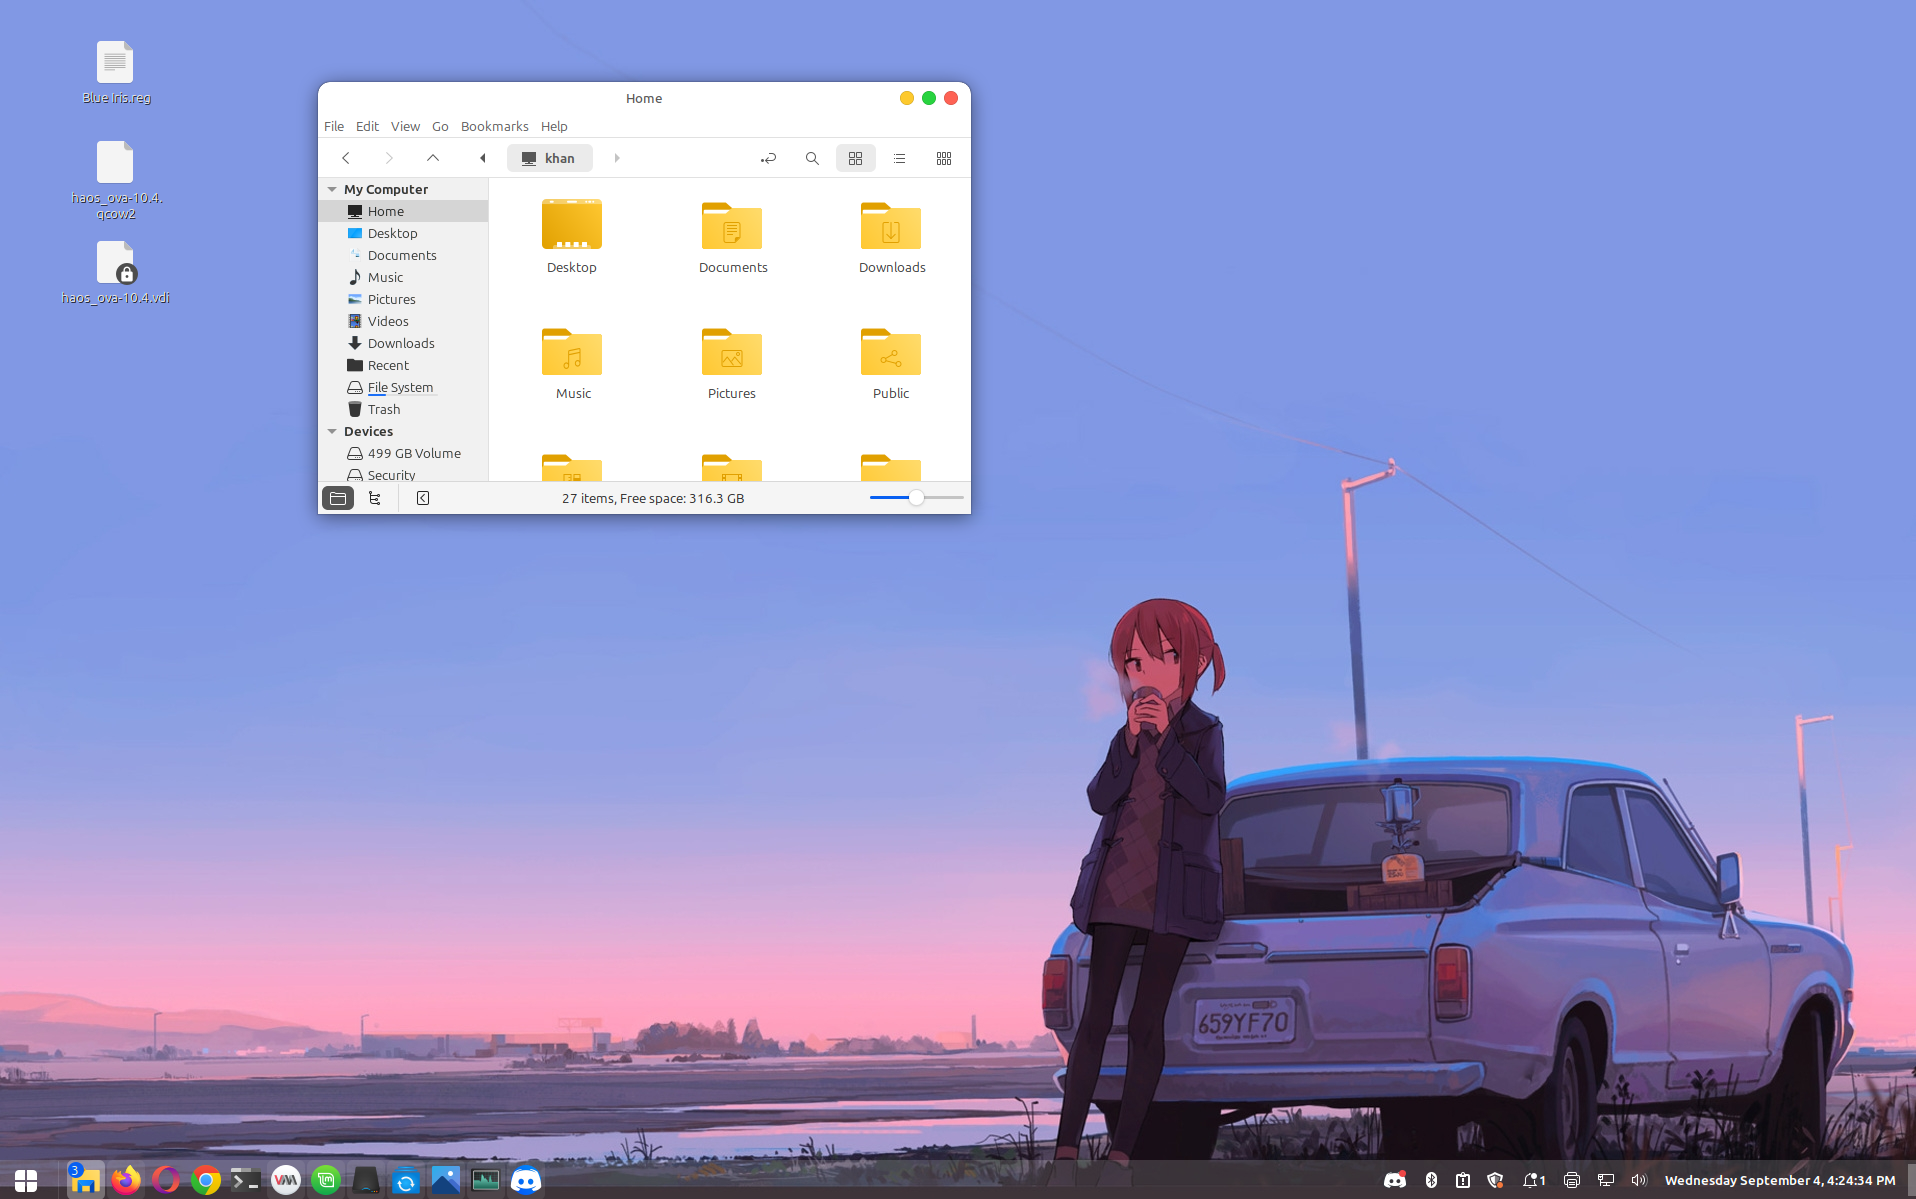 Blue Iris.reg
haos_ova-10.4.
qcow2
haos_ova-10.4.vdi
Home
File Edit View Go Bookmarks Help
khan
My Computer
Home
Desktop
Documents
Music
Pictures
Videos
Downloads
Recent
File System
Trash
Devices
499 GB Volume
Security
Desktop Documents Downloads
Music Pictures Public
27 items, Free space: 316.3 GB
659YF70
3
1
Wednesday September 4, 4:24:34 PM